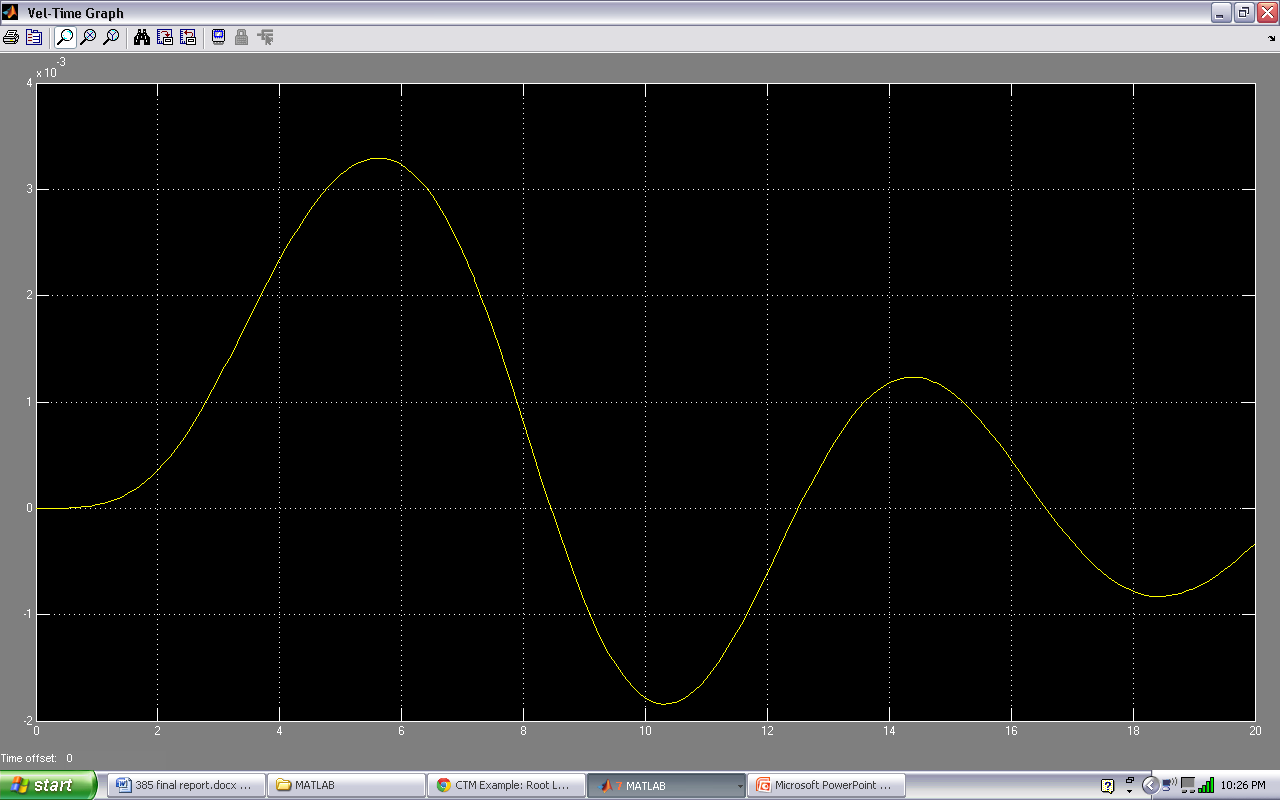 Vel-Time Graph
×10^-3
4
3
2
1
0
-1
-2
0 2 4 6 8 10 12 14 16 18 20
Time offset: 0
start 385 final report.docx ... MATLAB CTM Example: Root L... 7 MATLAB Microsoft PowerPoint ... 10:26 PM